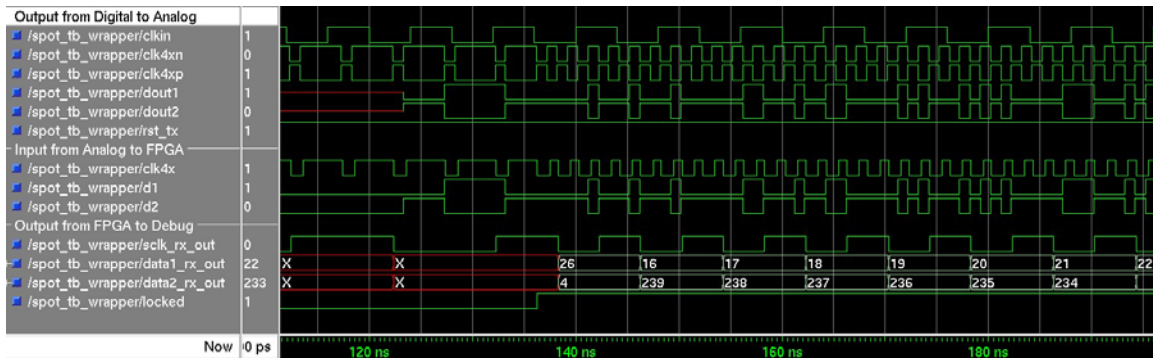 Output from Digital to Analog
/spot_tb_wrapper/clkin 1
/spot_tb_wrapper/clk4xn 0
/spot_tb_wrapper/clk4xp 1
/spot_tb_wrapper/dout1 1
/spot_tb_wrapper/dout2 0
/spot_tb_wrapper/rst_tx 1
Input from Analog to FPGA
/spot_tb_wrapper/clk4x 1
/spot_tb_wrapper/d1 1
/spot_tb_wrapper/d2 0
Output from FPGA to Debug
/spot_tb_wrapper/sclk_rx_out 0
/spot_tb_wrapper/data1_rx_out 22 X X 26 16 17 18 19 20 21 22
/spot_tb_wrapper/data2_rx_out 233 X X 4 239 238 237 236 235 234
/spot_tb_wrapper/locked 1
Now 0 ps 120 ns 140 ns 160 ns 180 ns